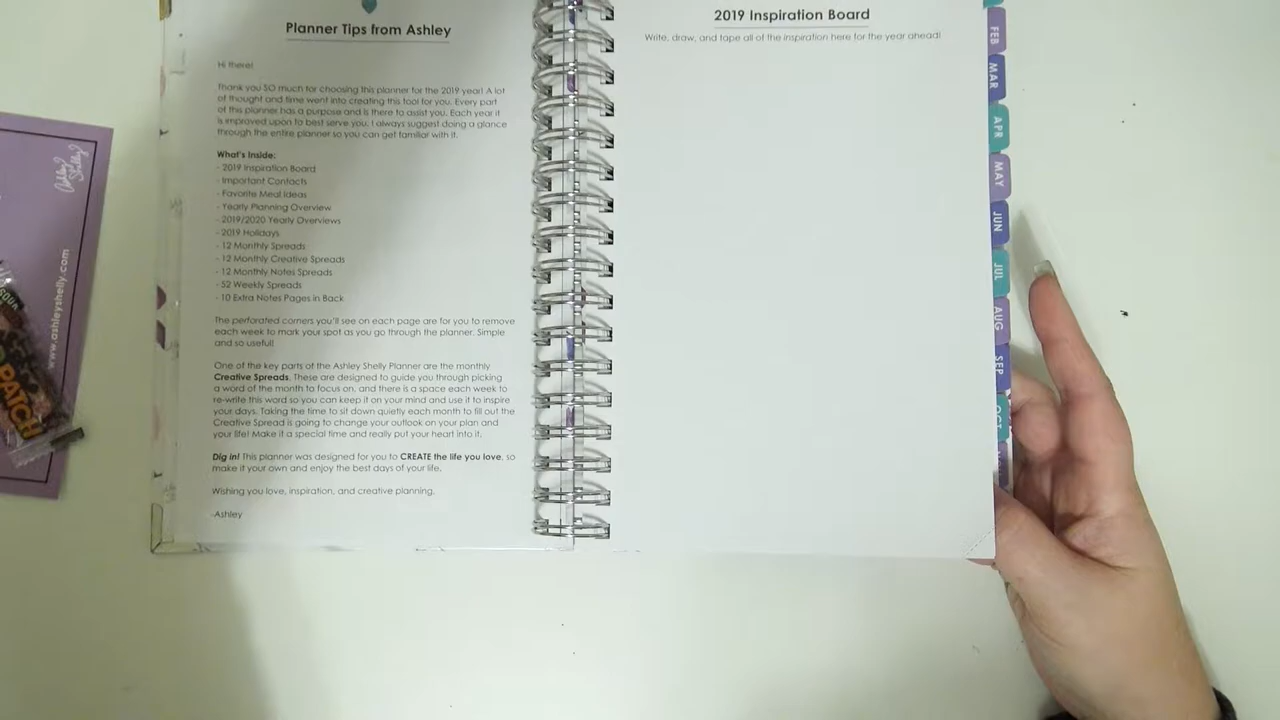 Planner Tips from Ashley
Hi there!
Thank you SO much for choosing this planner for the 2019 year! A lot
of thought and time went into creating this tool for you. Every part
of this planner has a purpose and is there to assist you. Each year it
is improved upon to best serve you. I always suggest doing a glance
through the entire planner so you can get familiar with it.
What's Inside:
- 2019 Inspiration Board
- Important Contacts
- Favorite Meal Ideas
- Yearly Planning Overview
- 2019/2020 Yearly Overviews
- 2019 Holidays
- 12 Monthly Spreads
- 12 Monthly Creative Spreads
- 12 Monthly Notes Spreads
- 52 Weekly Spreads
- 10 Extra Notes Pages in Back
The perforated corners you'll see on each page are for you to remove
each week to mark your spot as you go through the planner. Simple
and so useful!
One of the key parts of the Ashley Shelly Planner are the monthly
Creative Spreads. These are designed to guide you through picking
a word of the month to focus on, and there is a space each week to
re-write this word so you can keep it on your mind and use it to inspire
your days. Taking the time to sit down quietly each month to fill out the
Creative Spread is going to change your outlook on your plan and
your life! Make it a special time and really put your heart into it.
Dig in! This planner was designed for you to CREATE the life you love, so
make it your own and enjoy the best days of your life.
Wishing you love, inspiration, and creative planning,
-Ashley
2019 Inspiration Board
Write, draw, and tape all of the inspiration here for the year ahead!
FEB
MAR
APR
MAY
JUN
JUL
AUG
SEP
OCT
Ashley
Shelly
www.ashleyshelly.com
PATCH